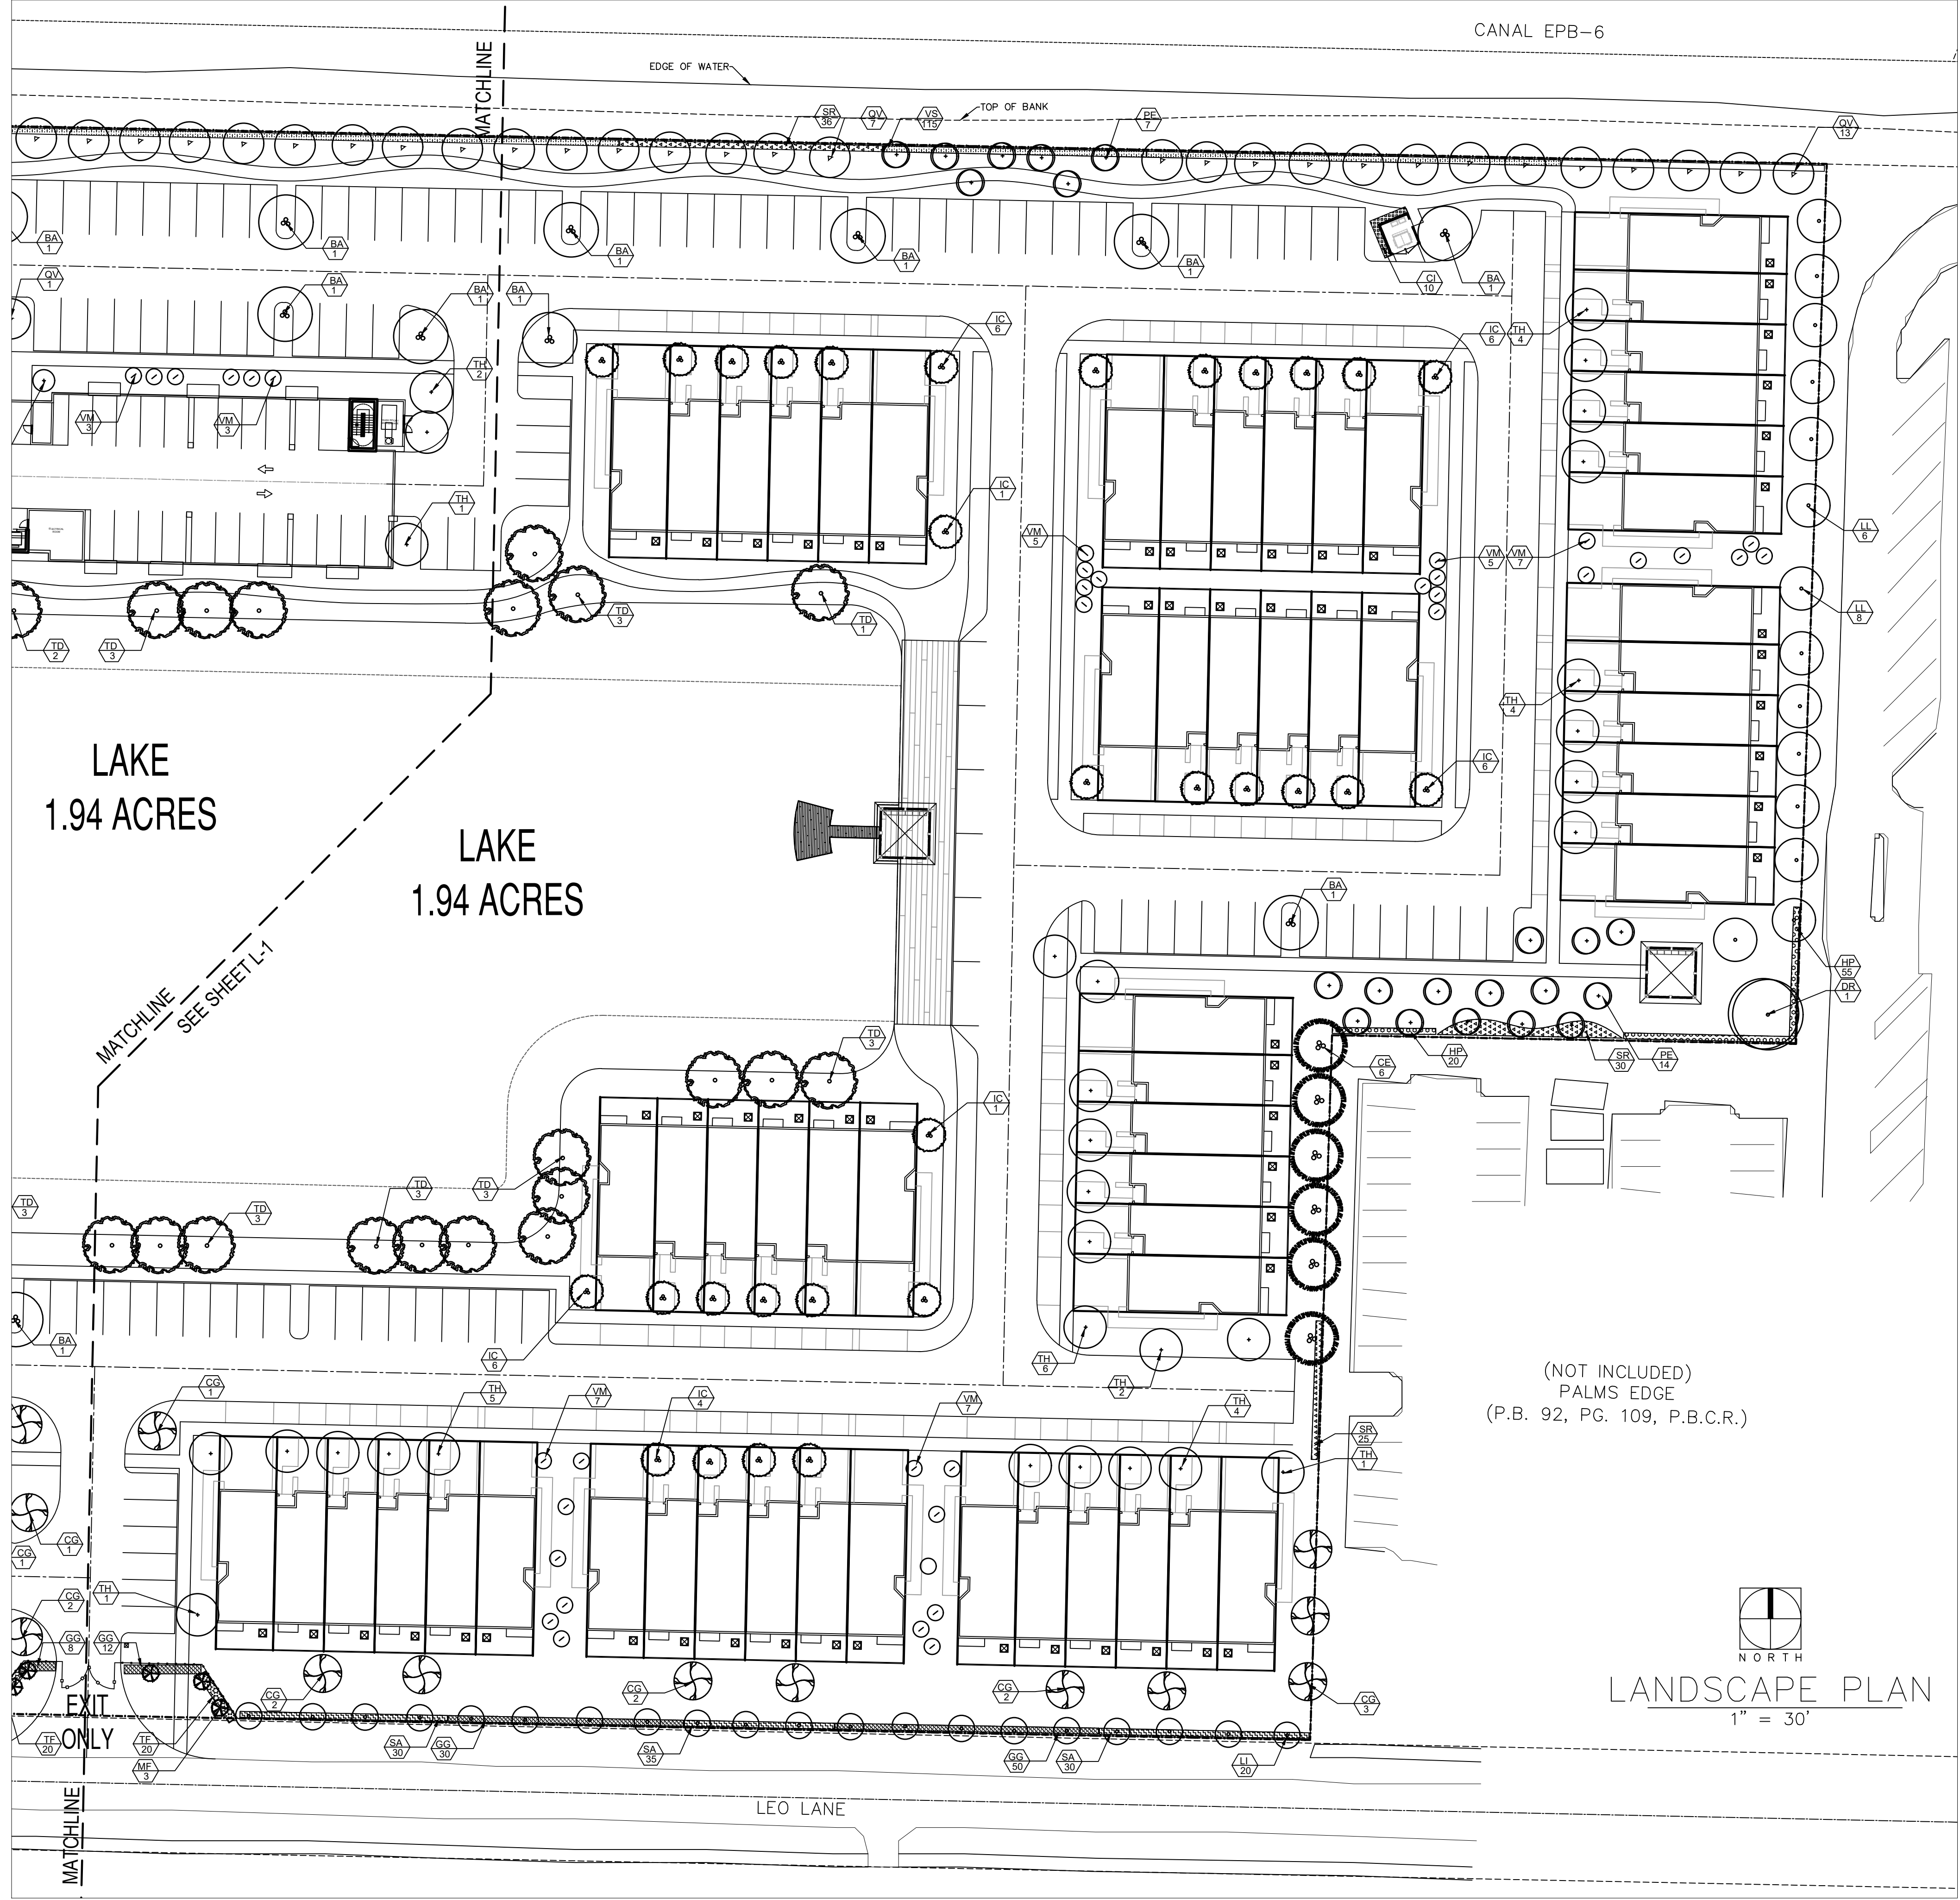 CANAL EPB-6
MATCHLINE
EDGE OF WATER
TOP OF BANK
SR
36
QV
7
VS
115
PE
7
QV
13
BA
1
BA
1
BA
1
BA
1
BA
1
CI
10
BA
1
QV
1
BA
1
BA
1
BA
1
IC
6
IC
6
TH
4
TH
2
VM
3
VM
3
TH
1
IC
1
VM
5
VM
5
VM
7
LL
6
TD
2
TD
3
TD
3
TD
1
LL
8
TH
4
LAKE
1.94 ACRES
IC
6
LAKE
1.94 ACRES
BA
1
MATCHLINE
SEE SHEET L-1
HP
55
DR
1
TD
3
HP
20
CE
6
SR
30
PE
14
IC
1
TD
3
TD
3
TD
3
TD
3
BA
1
IC
6
TH
6
TH
2
(NOT INCLUDED)
PALMS EDGE
(P.B. 92, PG. 109, P.B.C.R.)
CG
1
TH
5
VM
7
IC
4
VM
7
TH
4
SR
25
TH
1
CG
1
CG
1
CG
2
TH
1
GG
8
GG
12
EXIT
ONLY
CG
2
CG
2
CG
2
CG
3
TF
20
TF
20
MF
3
SA
30
GG
30
SA
35
GG
50
SA
30
LI
20
NORTH
LANDSCAPE PLAN
1" = 30'
MATCHLINE
LEO LANE